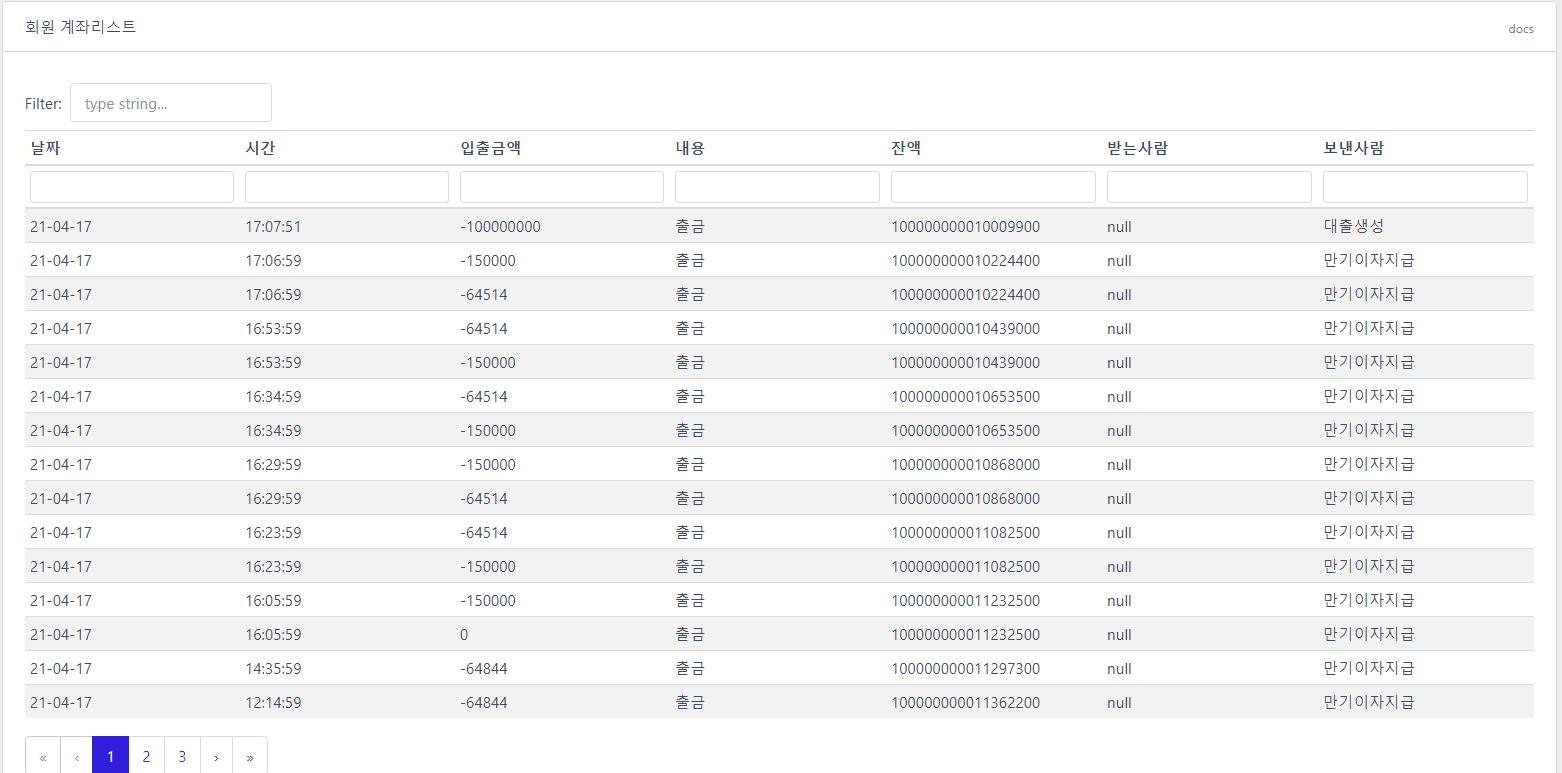 회원 계좌리스트 docs
Filter: type string...
날짜 시간 입출금액 내용 잔액 받는사람 보낸사람
21-04-17 17:07:51 -100000000 출금 100000000010009900 null 대출생성
21-04-17 17:06:59 -150000 출금 100000000010224400 null 만기이자지급
21-04-17 17:06:59 -64514 출금 100000000010224400 null 만기이자지급
21-04-17 16:53:59 -64514 출금 100000000010439000 null 만기이자지급
21-04-17 16:53:59 -150000 출금 100000000010439000 null 만기이자지급
21-04-17 16:34:59 -64514 출금 100000000010653500 null 만기이자지급
21-04-17 16:34:59 -150000 출금 100000000010653500 null 만기이자지급
21-04-17 16:29:59 -150000 출금 100000000010868000 null 만기이자지급
21-04-17 16:29:59 -64514 출금 100000000010868000 null 만기이자지급
21-04-17 16:23:59 -64514 출금 100000000011082500 null 만기이자지급
21-04-17 16:23:59 -150000 출금 100000000011082500 null 만기이자지급
21-04-17 16:05:59 -150000 출금 100000000011232500 null 만기이자지급
21-04-17 16:05:59 0 출금 100000000011232500 null 만기이자지급
21-04-17 14:35:59 -64844 출금 100000000011297300 null 만기이자지급
21-04-17 12:14:59 -64844 출금 100000000011362200 null 만기이자지급
« ‹ 1 2 3 › »